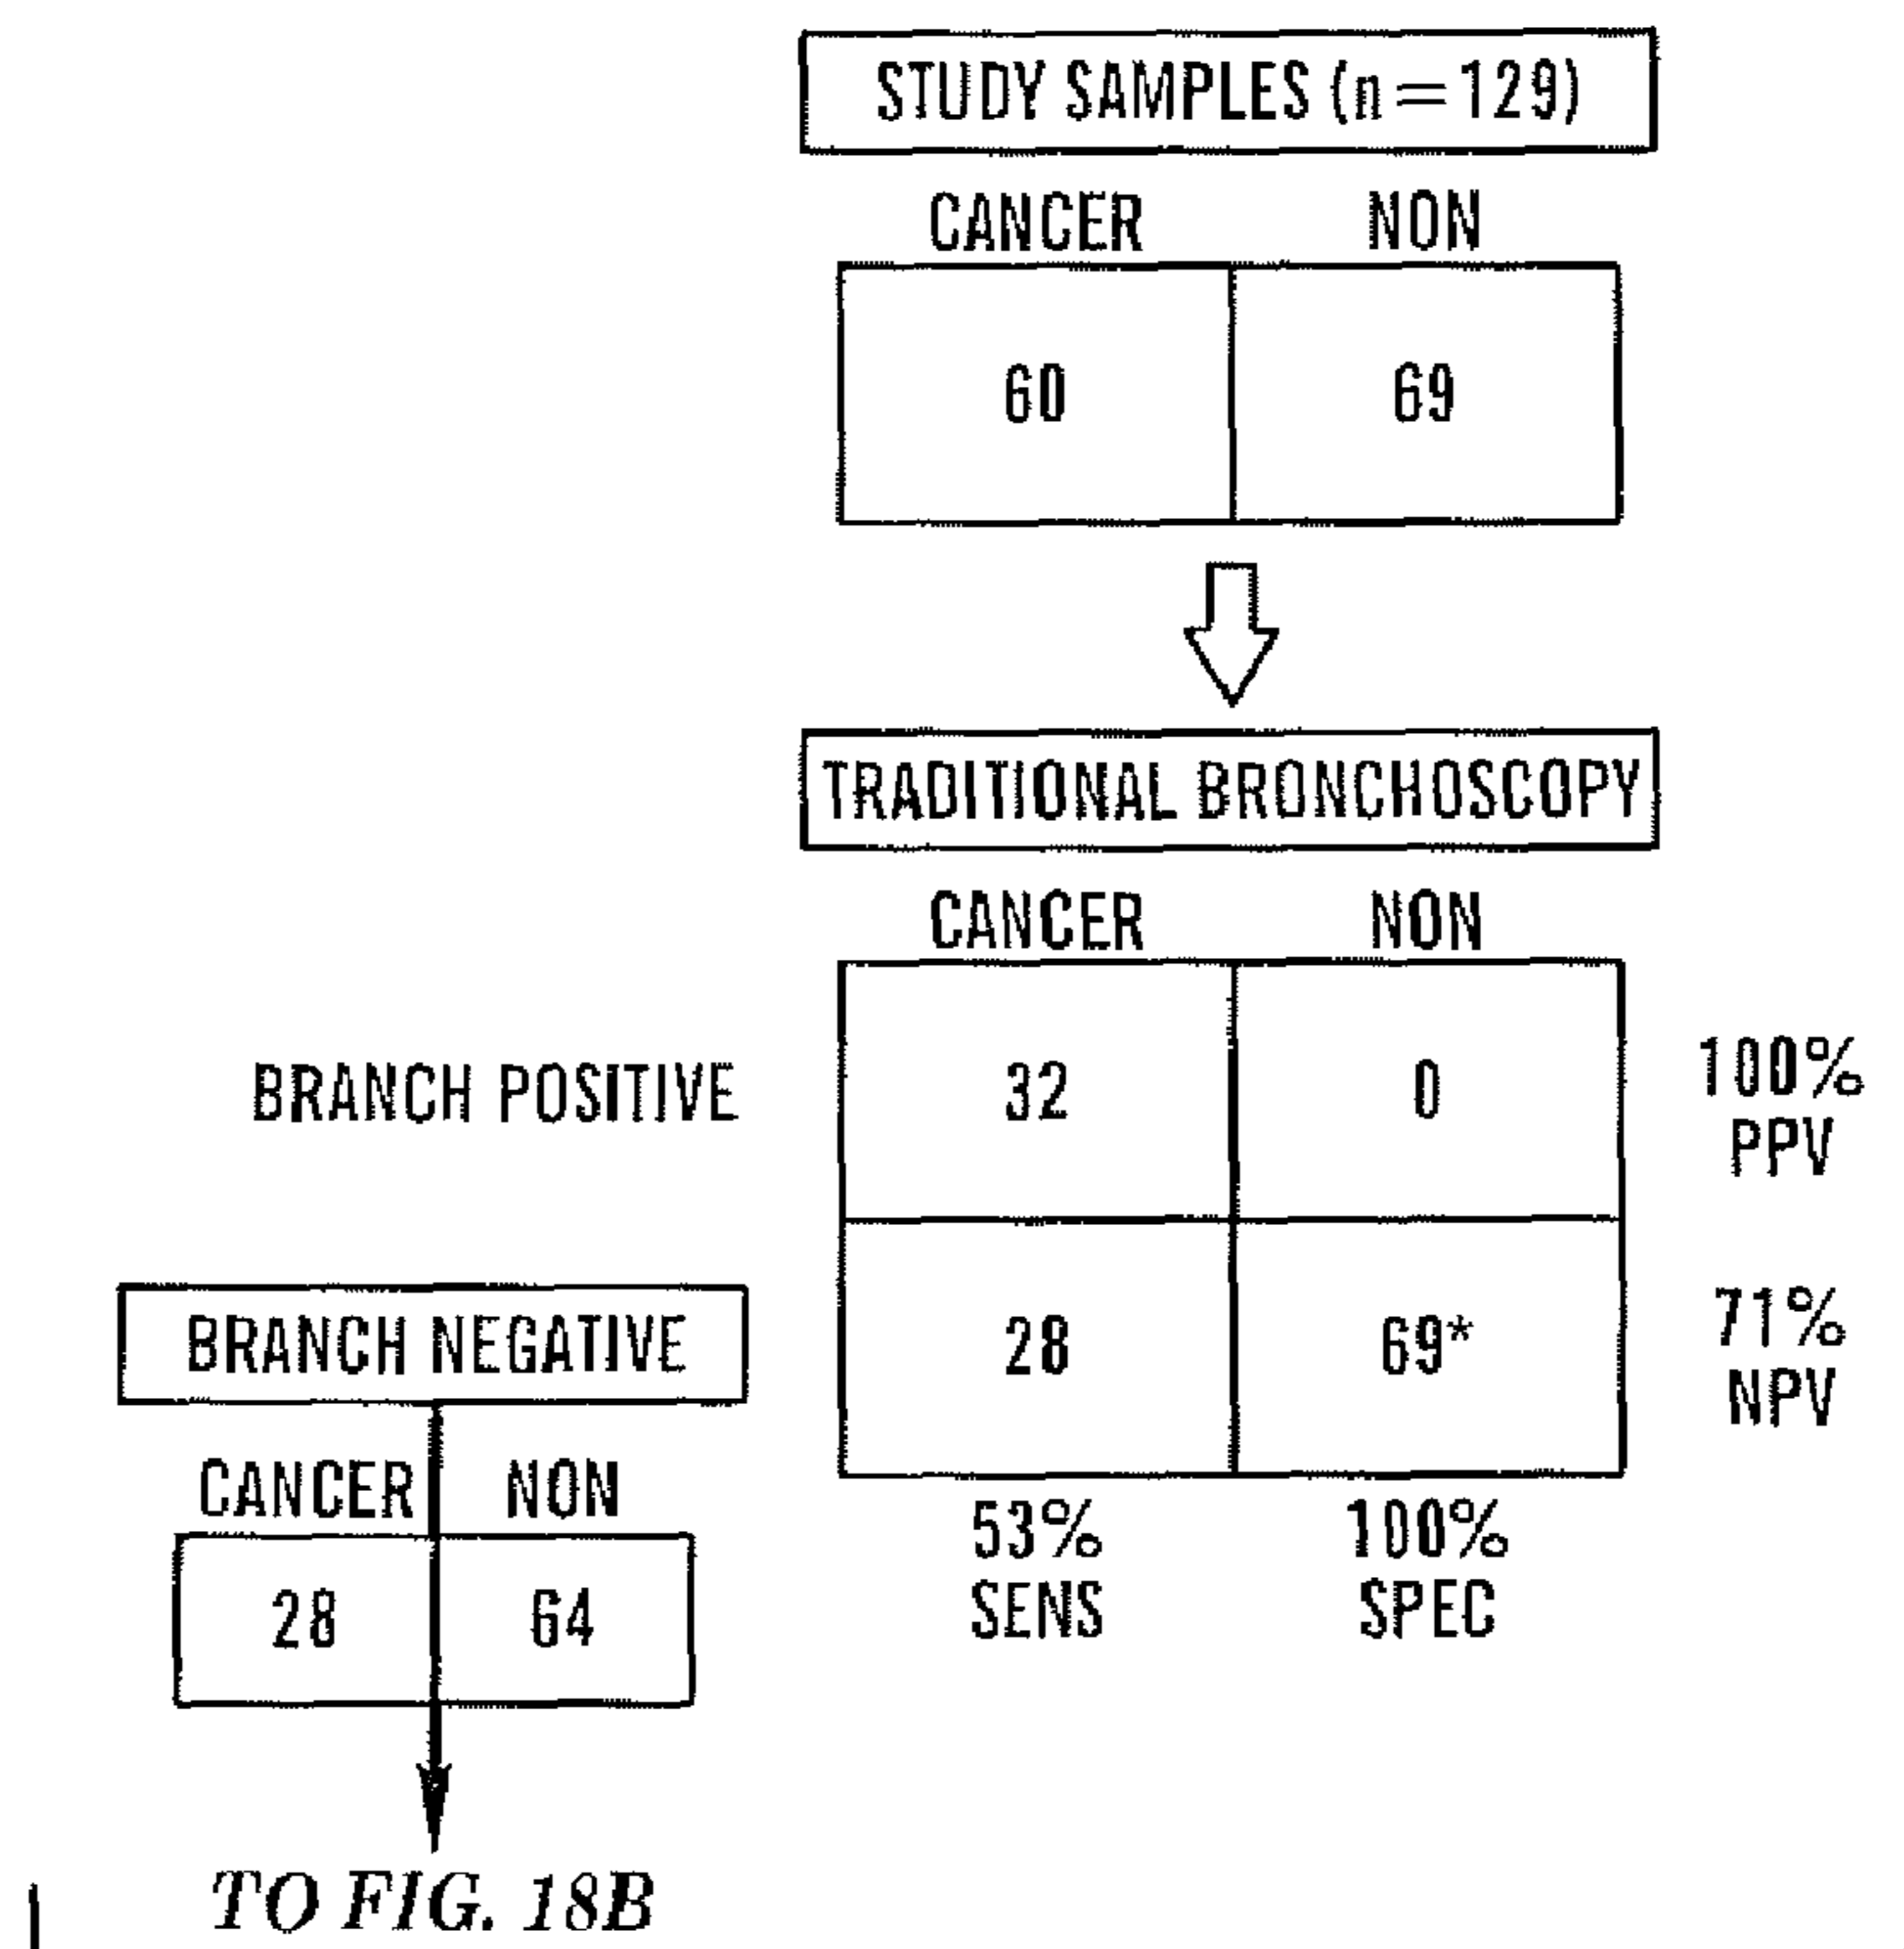 STUDY SAMPLES (n=129)
CANCER NON
60 69
TRADITIONAL BRONCHOSCOPY
CANCER NON
BRANCH POSITIVE 32 0 100%
PPV
BRANCH NEGATIVE 28 69* 71%
NPV
CANCER NON 53% 100%
28 64 SENS SPEC
TO FIG. 18B